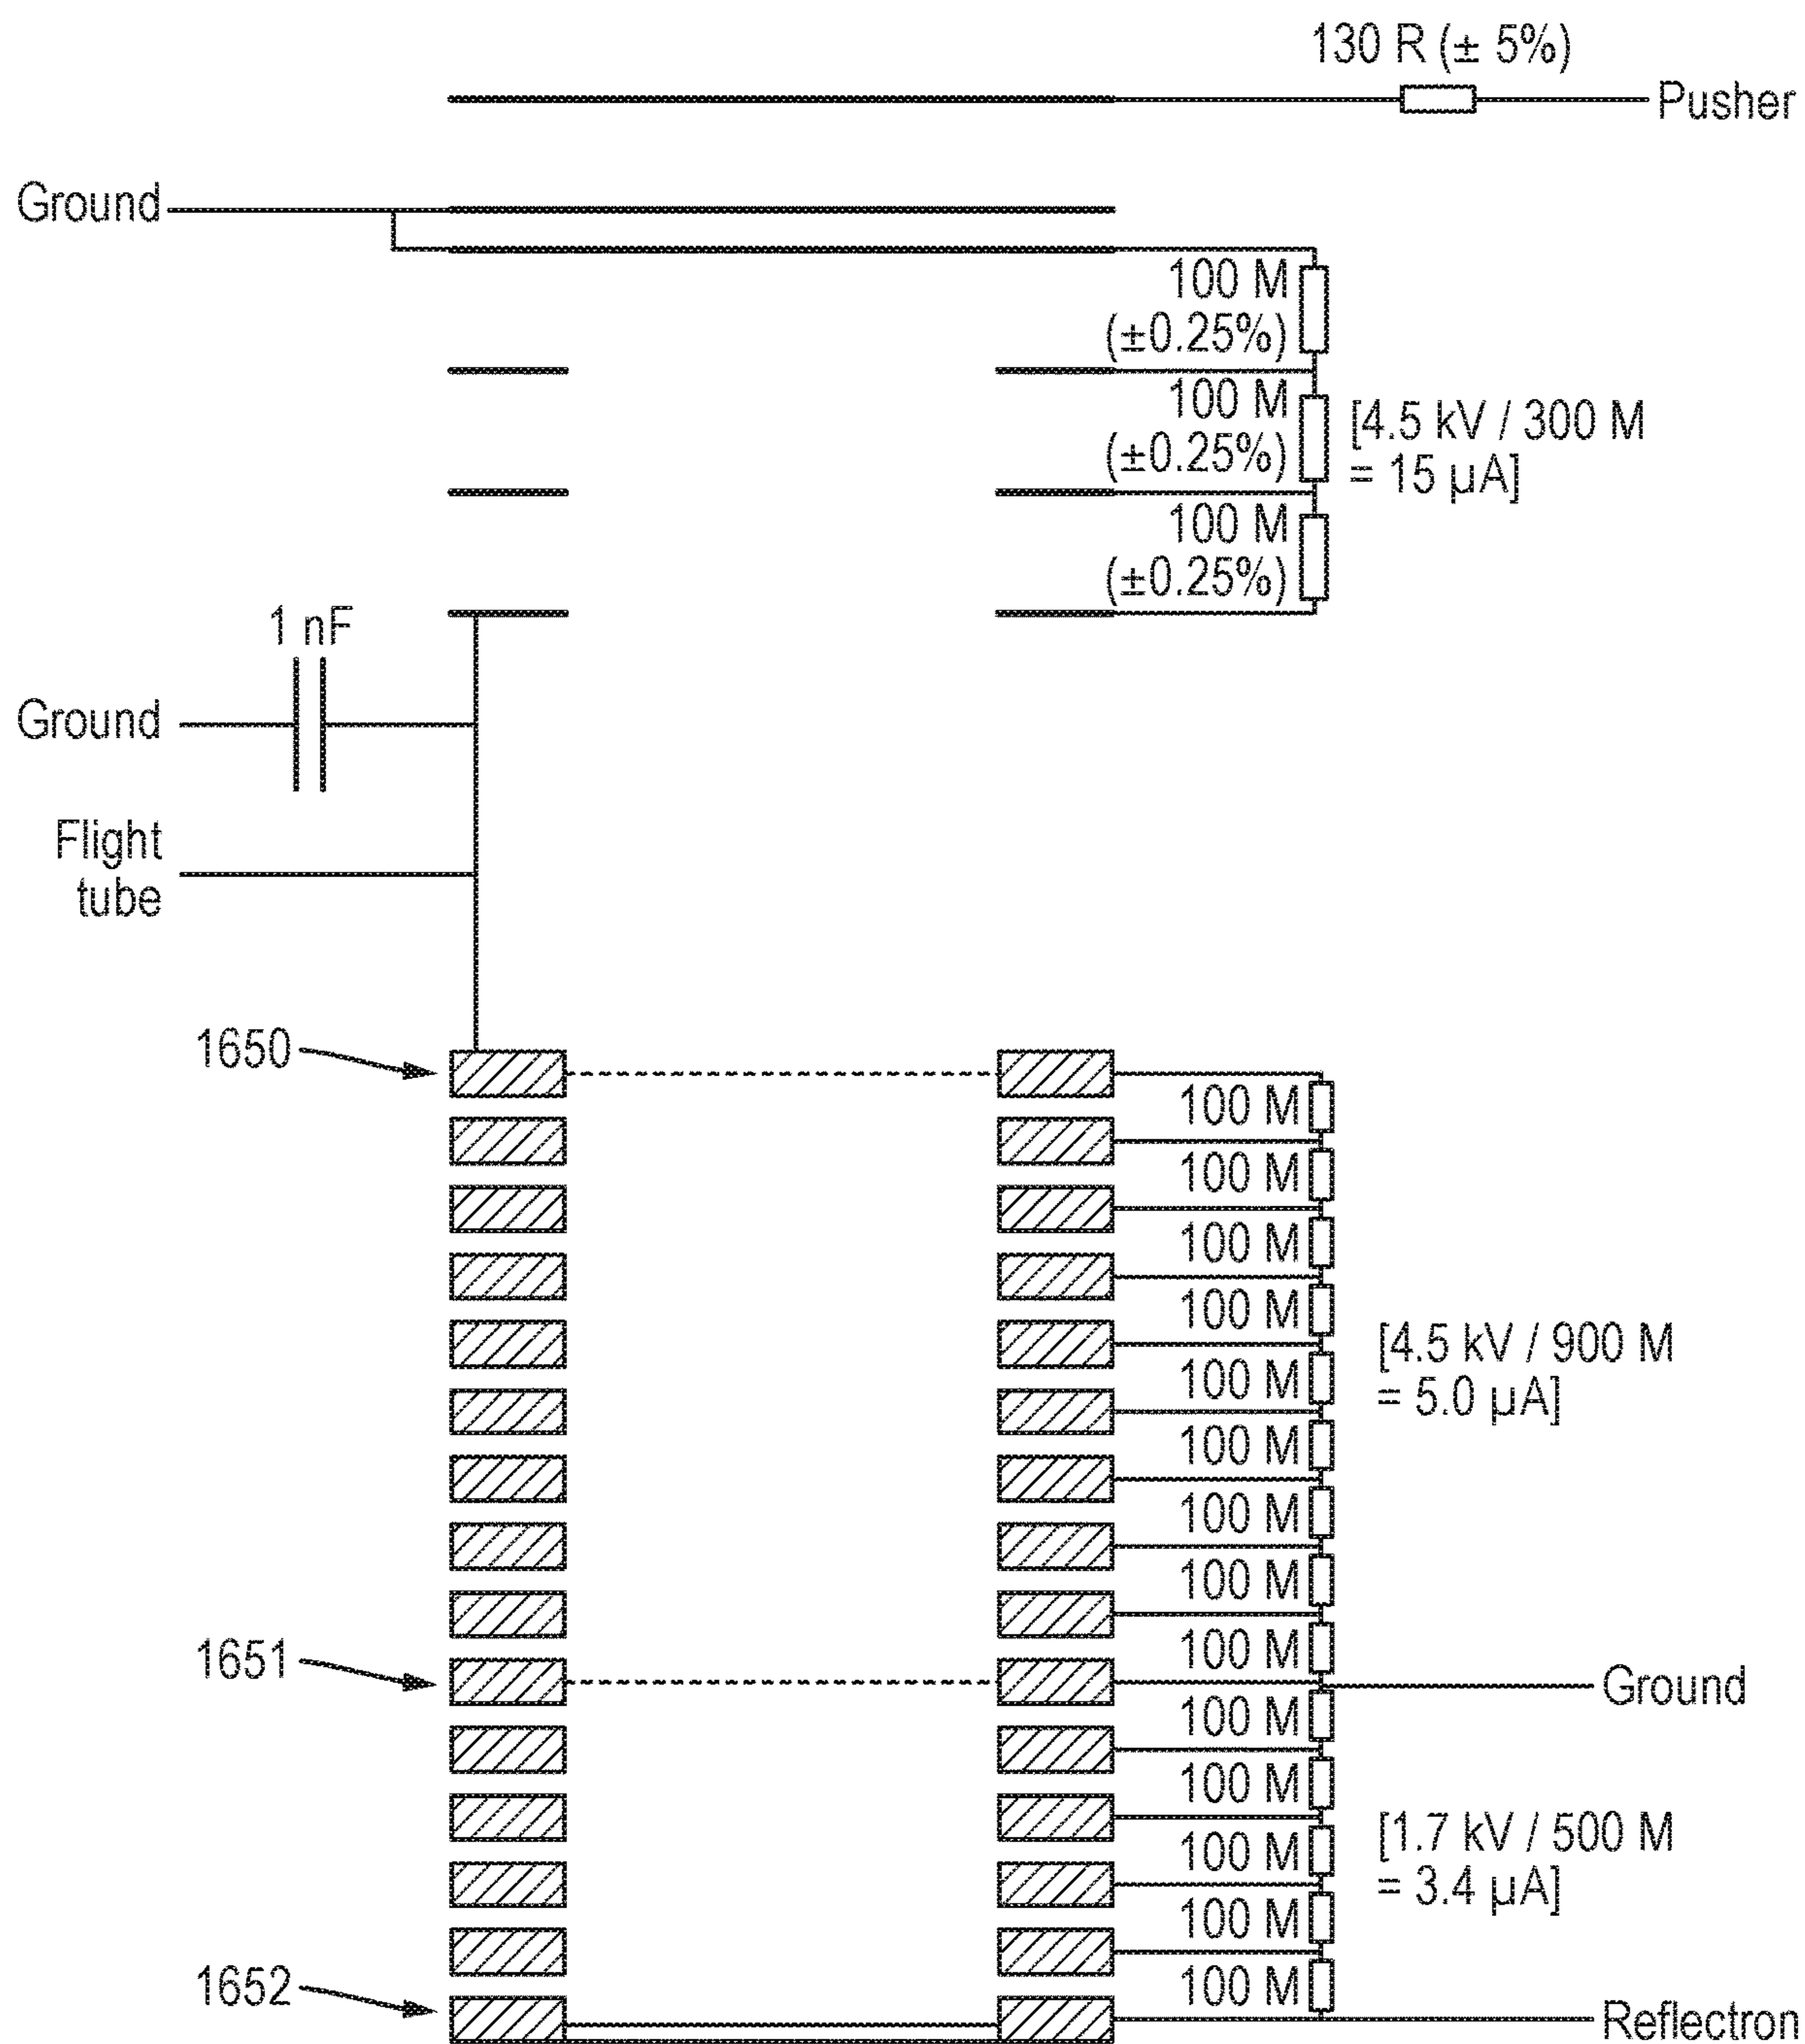 130 R (± 5%)
Pusher
Ground
100 M
(±0.25%)
100 M
(±0.25%)
[4.5 kV / 300 M
= 15 µA]
100 M
(±0.25%)
1 nF
Ground
Flight
tube
1650
100 M
100 M
100 M
100 M
[4.5 kV / 900 M
= 5.0 µA]
100 M
100 M
100 M
100 M
1651
100 M
Ground
100 M
100 M
[1.7 kV / 500 M
= 3.4 µA]
100 M
100 M
1652
100 M
Reflectron